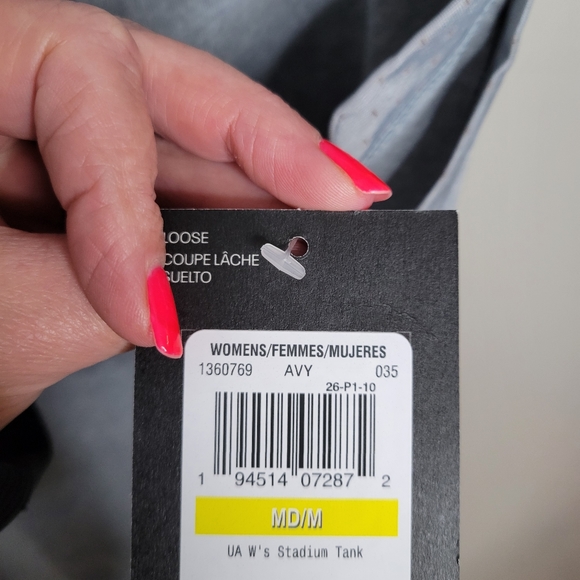 LOOSE
COUPE LÂCHE
SUELTO
WOMENS/FEMMES/MUJERES
1360769 AVY 035
26-P1-10
1 94514 07287 2
MD/M
UA W's Stadium Tank